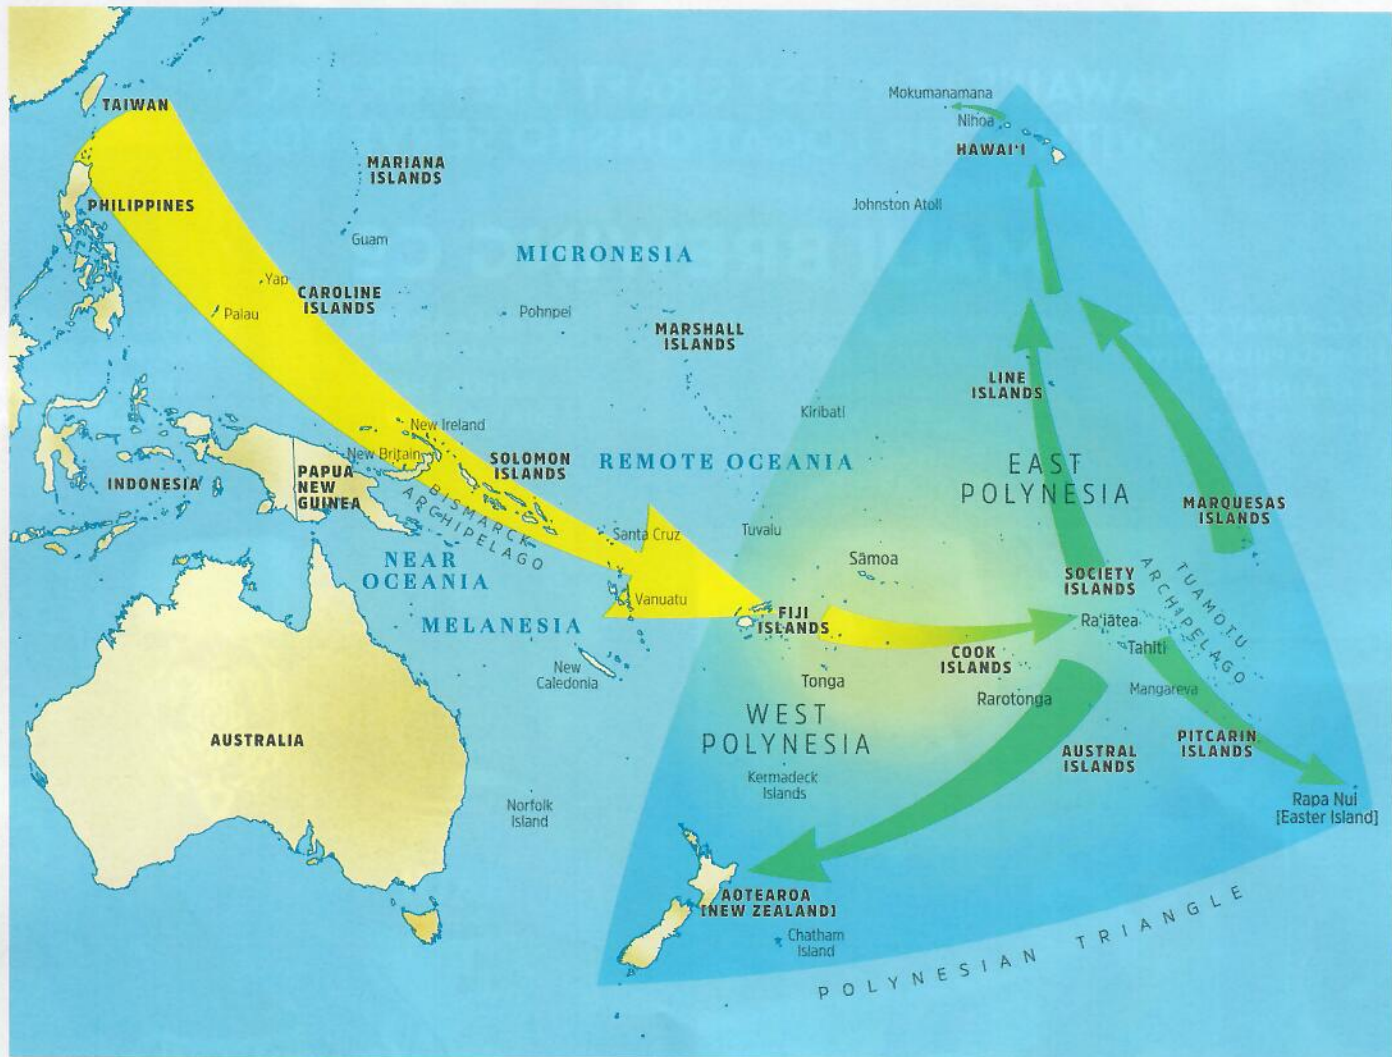 Mokumanamana
Nihoa
HAWAI‘I
TAIWAN
MARIANA
ISLANDS
PHILIPPINES
Johnston Atoll
Guam
MICRONESIA
Yap
CAROLINE
ISLANDS
Palau
Pohnpei
MARSHALL
ISLANDS
LINE
ISLANDS
Kiribati
New Ireland
New Britain
SOLOMON
ISLANDS
REMOTE OCEANIA
EAST
POLYNESIA
INDONESIA
PAPUA
NEW
GUINEA
BISMARCK
ARCHIPELAGO
MARQUESAS
ISLANDS
Santa Cruz
Tuvalu
NEAR
OCEANIA
Sāmoa
SOCIETY
ISLANDS
TUAMOTU
ARCHIPELAGO
Vanuatu
MELANESIA
FIJI
ISLANDS
Ra‘iātea
Tahiti
COOK
ISLANDS
New
Caledonia
Tonga
Rarotonga
Mangareva
WEST
POLYNESIA
AUSTRALIA
PITCARIN
ISLANDS
AUSTRAL
ISLANDS
Kermadeck
Islands
Norfolk
Island
Rapa Nui
[Easter Island]
AOTEAROA
[NEW ZEALAND]
Chatham
Island
POLYNESIAN TRIANGLE